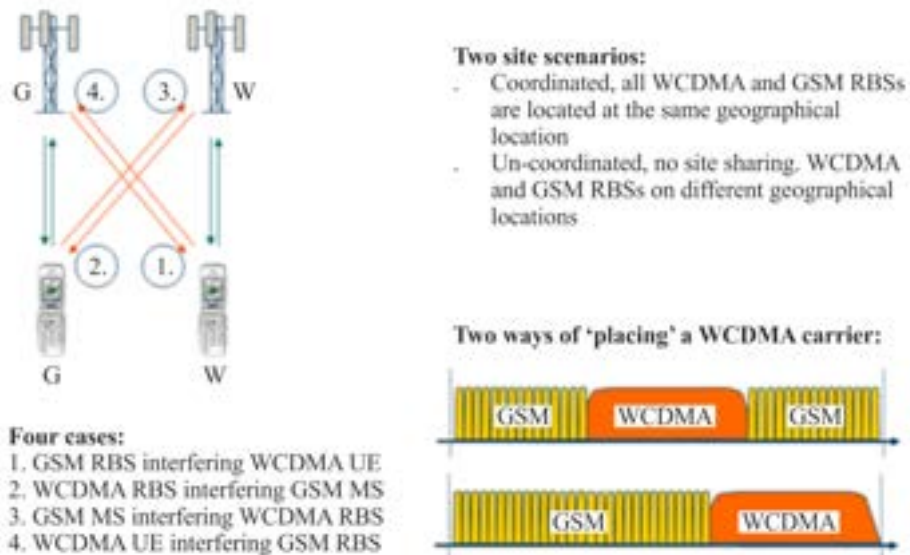 G
4.
3.
W
2.
1.
G
W
Four cases:
1. GSM RBS interfering WCDMA UE
2. WCDMA RBS interfering GSM MS
3. GSM MS interfering WCDMA RBS
4. WCDMA UE interfering GSM RBS
Two site scenarios:
. Coordinated, all WCDMA and GSM RBSs
are located at the same geographical
location
. Un-coordinated, no site sharing. WCDMA
and GSM RBSs on different geographical
locations
Two ways of ‘placing’ a WCDMA carrier:
GSM WCDMA GSM
GSM WCDMA